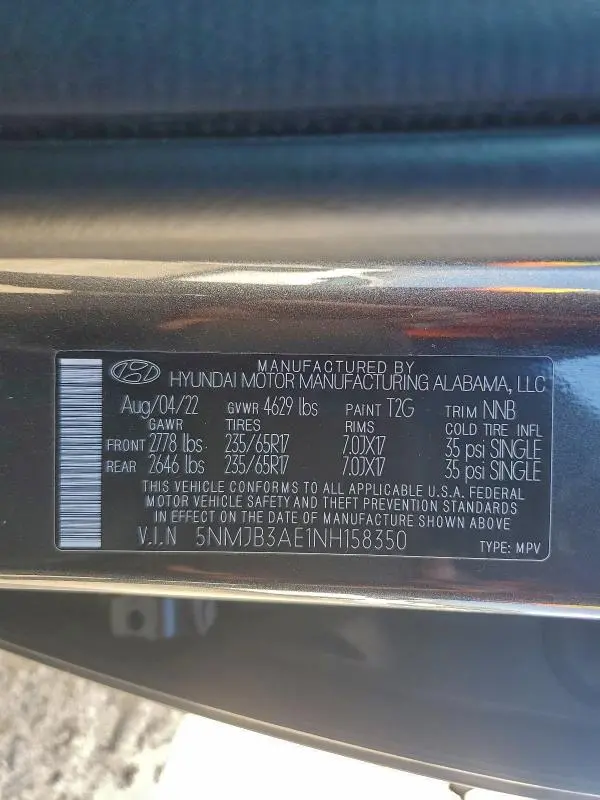 MANUFACTURED BY
HYUNDAI MOTOR MANUFACTURING ALABAMA, LLC
Aug/04/22 GVWR 4629 lbs PAINT T2G TRIM NNB
GAWR TIRES RIMS COLD TIRE INFL
FRONT 2778 lbs 235/65R17 7.0JX17 35 psi SINGLE
REAR 2646 lbs 235/65R17 7.0JX17 35 psi SINGLE
THIS VEHICLE CONFORMS TO ALL APPLICABLE U.S.A. FEDERAL
MOTOR VEHICLE SAFETY AND THEFT PREVENTION STANDARDS
IN EFFECT ON THE DATE OF MANUFACTURE SHOWN ABOVE
V.I.N 5NMJB3AE1NH158350 TYPE: MPV